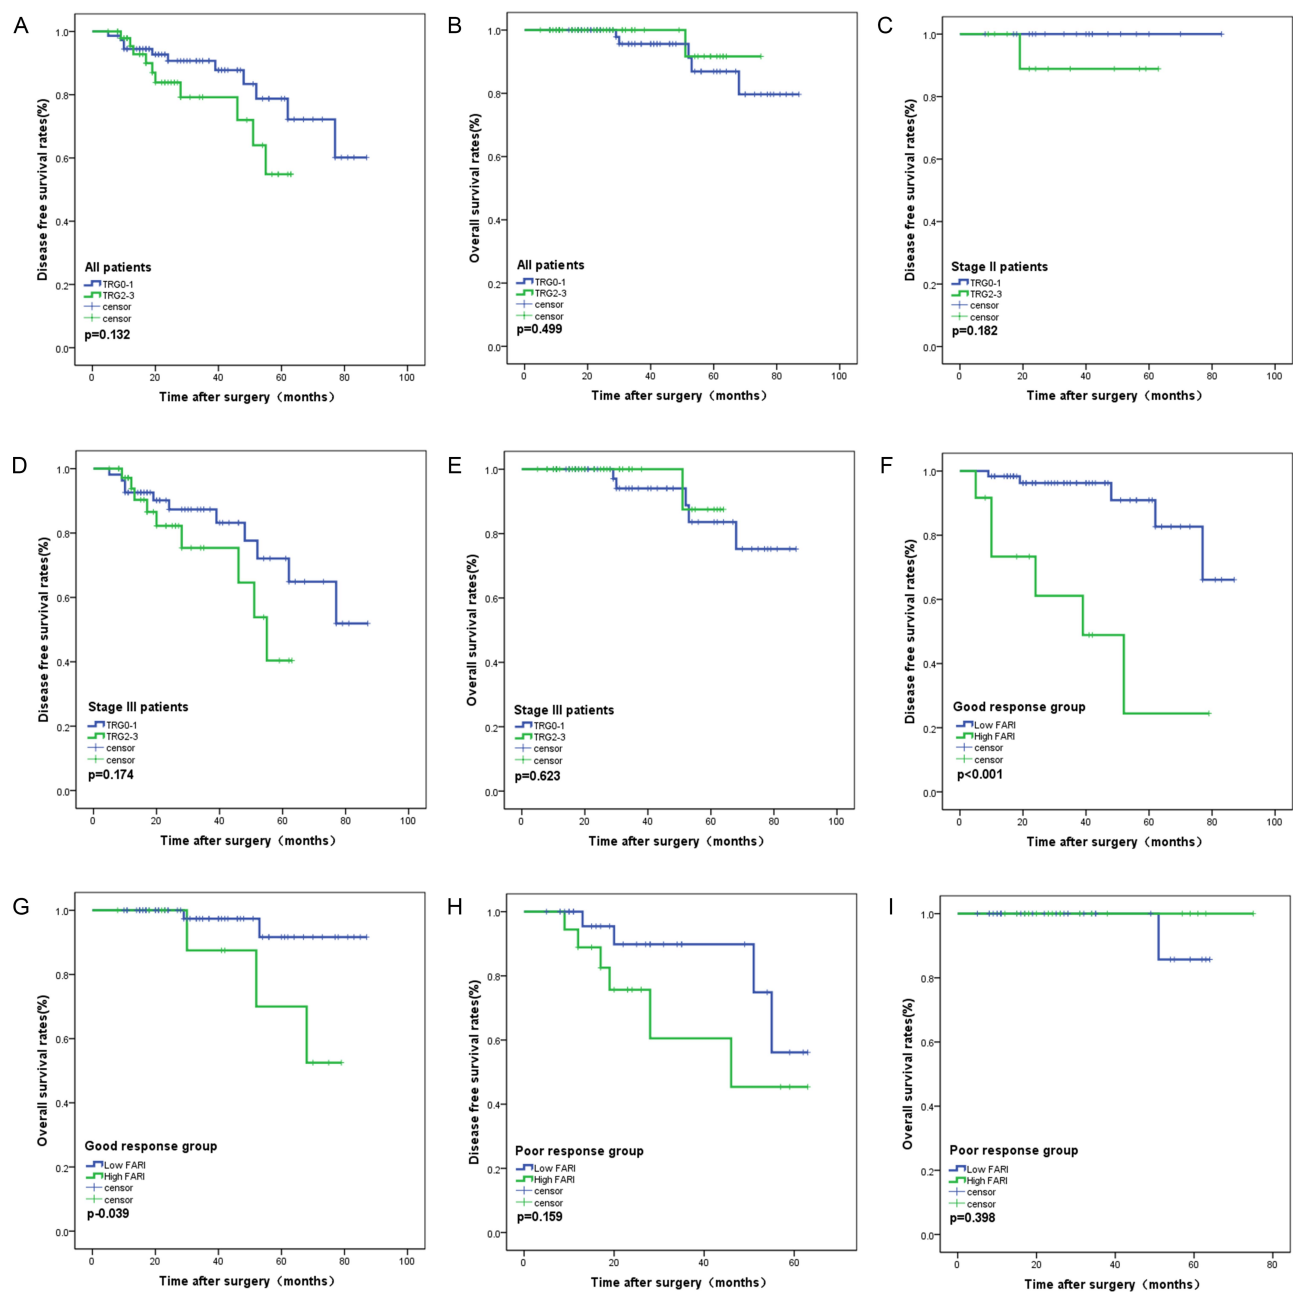 A
Disease free survival rates(%)
1.0
0.8
0.6
0.4
0.2
0.0
All patients
TRG0-1
TRG2-3
censor
censor
p=0.132
0 20 40 60 80 100
Time after surgery（months）
B
Overall survival rates(%)
1.0
0.8
0.6
0.4
0.2
0.0
All patients
TRG0-1
TRG2-3
censor
censor
p=0.499
0 20 40 60 80 100
Time after surgery（months）
C
Disease free survival rates(%)
1.0
0.8
0.6
0.4
0.2
0.0
Stage II patients
TRG0-1
TRG2-3
censor
censor
p=0.182
0 20 40 60 80 100
Time after surgery（months）
D
Disease free survival rates(%)
1.0
0.8
0.6
0.4
0.2
0.0
Stage III patients
TRG0-1
TRG2-3
censor
censor
p=0.174
0 20 40 60 80 100
Time after surgery（months）
E
Overall survival rates(%)
1.0
0.8
0.6
0.4
0.2
0.0
Stage III patients
TRG0-1
TRG2-3
censor
censor
p=0.623
0 20 40 60 80 100
Time after surgery（months）
F
Disease free survival rates(%)
1.0
0.8
0.6
0.4
0.2
0.0
Good response group
Low FARI
High FARI
censor
censor
p<0.001
0 20 40 60 80 100
Time after surgery（months）
G
Overall survival rates(%)
1.0
0.8
0.6
0.4
0.2
0.0
Good response group
Low FARI
High FARI
censor
censor
p-0.039
0 20 40 60 80 100
Time after surgery（months）
H
Disease free survival rates(%)
1.0
0.8
0.6
0.4
0.2
0.0
Poor response group
Low FARI
High FARI
censor
censor
p=0.159
0 20 40 60
Time after surgery（months）
I
Overall survival rates(%)
1.0
0.8
0.6
0.4
0.2
0.0
Poor response group
Low FARI
High FARI
censor
censor
p=0.398
0 20 40 60 80
Time after surgery（months）